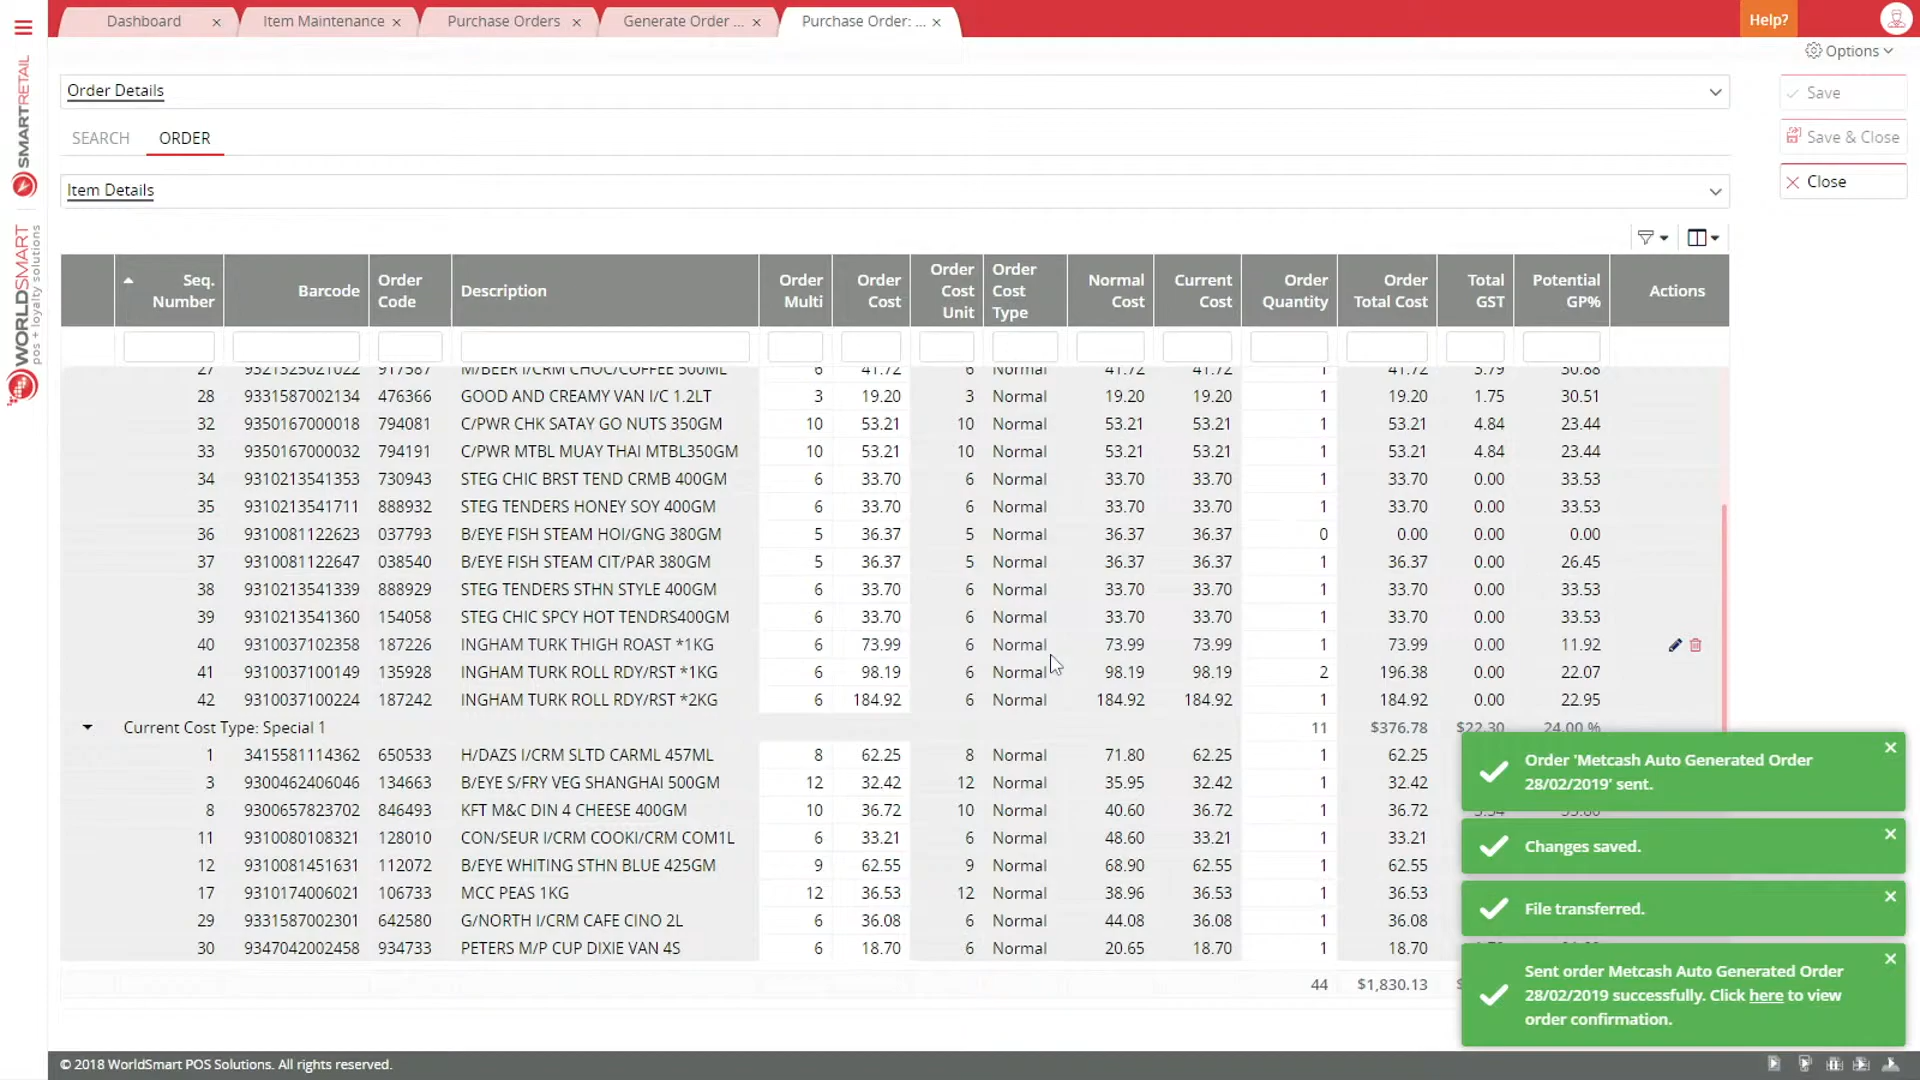 Dashboard × Item Maintenance × Purchase Orders × Generate Order ... × Purchase Order: ... × Help?
Options
Order Details
Save
SEARCH ORDER
Save & Close
Item Details
Close
SMARTRETAIL
WORLDSMART
pos + loyalty solutions
Seq. Number Barcode Order Code Description Order Multi Order Cost Order Cost Unit Order Cost Type Normal Cost Current Cost Order Quantity Order Total Cost Total GST Potential GP% Actions
27 9321325021022 917587 M/BEER I/CRM CHOC/COFFEE 500ML 6 41.72 6 Normal 41.72 41.72 1 41.72 3.79 30.88
28 9331587002134 476366 GOOD AND CREAMY VAN I/C 1.2LT 3 19.20 3 Normal 19.20 19.20 1 19.20 1.75 30.51
32 9350167000018 794081 C/PWR CHK SATAY GO NUTS 350GM 10 53.21 10 Normal 53.21 53.21 1 53.21 4.84 23.44
33 9350167000032 794191 C/PWR MTBL MUAY THAI MTBL350GM 10 53.21 10 Normal 53.21 53.21 1 53.21 4.84 23.44
34 9310213541353 730943 STEG CHIC BRST TEND CRMB 400GM 6 33.70 6 Normal 33.70 33.70 1 33.70 0.00 33.53
35 9310213541711 888932 STEG TENDERS HONEY SOY 400GM 6 33.70 6 Normal 33.70 33.70 1 33.70 0.00 33.53
36 9310081122623 037793 B/EYE FISH STEAM HOI/GNG 380GM 5 36.37 5 Normal 36.37 36.37 0 0.00 0.00 0.00
37 9310081122647 038540 B/EYE FISH STEAM CIT/PAR 380GM 5 36.37 5 Normal 36.37 36.37 1 36.37 0.00 26.45
38 9310213541339 888929 STEG TENDERS STHN STYLE 400GM 6 33.70 6 Normal 33.70 33.70 1 33.70 0.00 33.53
39 9310213541360 154058 STEG CHIC SPCY HOT TENDRS400GM 6 33.70 6 Normal 33.70 33.70 1 33.70 0.00 33.53
40 9310037102358 187226 INGHAM TURK THIGH ROAST *1KG 6 73.99 6 Normal 73.99 73.99 1 73.99 0.00 11.92
41 9310037100149 135928 INGHAM TURK ROLL RDY/RST *1KG 6 98.19 6 Normal 98.19 98.19 2 196.38 0.00 22.07
42 9310037100224 187242 INGHAM TURK ROLL RDY/RST *2KG 6 184.92 6 Normal 184.92 184.92 1 184.92 0.00 22.95
Current Cost Type: Special 1 11 $376.78 $22.30 24.00 %
1 3415581114362 650533 H/DAZS I/CRM SLTD CARML 457ML 8 62.25 8 Normal 71.80 62.25 1 62.25
3 9300462406046 134663 B/EYE S/FRY VEG SHANGHAI 500GM 12 32.42 12 Normal 35.95 32.42 1 32.42
8 9300657823702 846493 KFT M&C DIN 4 CHEESE 400GM 10 36.72 10 Normal 40.60 36.72 1 36.72
11 9310080108321 128010 CON/SEUR I/CRM COOKI/CRM COM1L 6 33.21 6 Normal 48.60 33.21 1 33.21
12 9310081451631 112072 B/EYE WHITING STHN BLUE 425GM 9 62.55 9 Normal 68.90 62.55 1 62.55
17 9310174006021 106733 MCC PEAS 1KG 12 36.53 12 Normal 38.96 36.53 1 36.53
29 9331587002301 642580 G/NORTH I/CRM CAFE CINO 2L 6 36.08 6 Normal 44.08 36.08 1 36.08
30 9347042002458 934733 PETERS M/P CUP DIXIE VAN 4S 6 18.70 6 Normal 20.65 18.70 1 18.70
44 $1,830.13
Order 'Metcash Auto Generated Order
28/02/2019' sent.
Changes saved.
File transferred.
Sent order Metcash Auto Generated Order
28/02/2019 successfully. Click here to view
order confirmation.
© 2018 WorldSmart POS Solutions. All rights reserved.